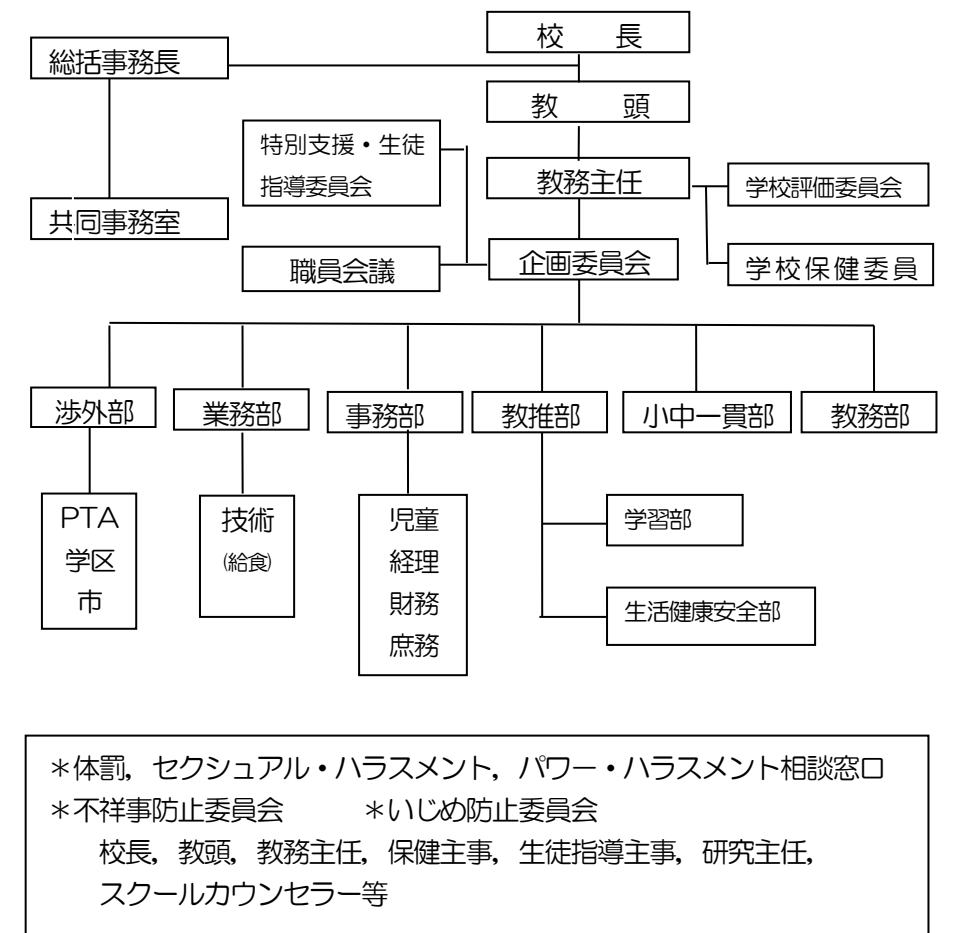 校　長
総括事務長
教　頭
特別支援・生徒
指導委員会
教務主任
学校評価委員会
共同事務室
職員会議
企画委員会
学校保健委員
渉外部
業務部
事務部
教推部
小中一貫部
教務部
PTA
学区
市
技術
(給食)
児童
経理
財務
庶務
学習部
生活健康安全部
＊体罰，セクシュアル・ハラスメント，パワー・ハラスメント相談窓口
＊不祥事防止委員会　　　＊いじめ防止委員会
校長，教頭，教務主任，保健主事，生徒指導主事，研究主任，
スクールカウンセラー等